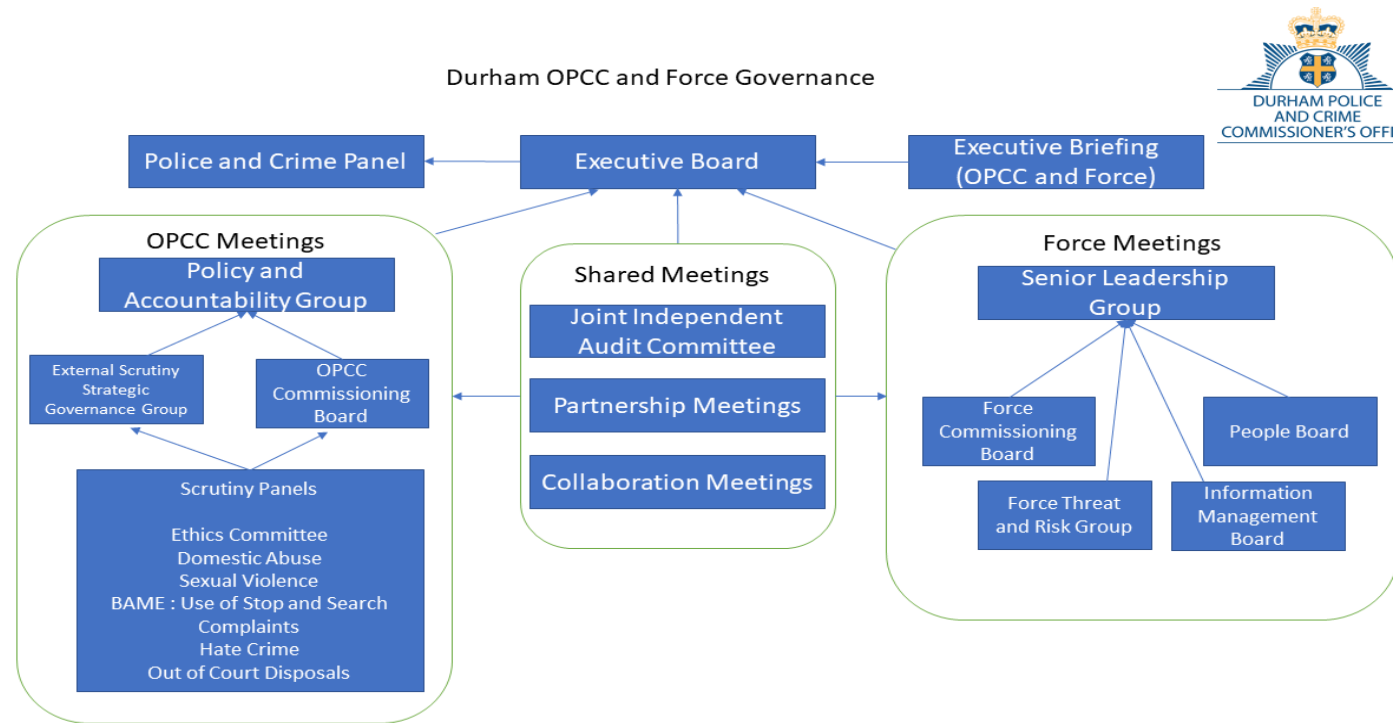 Durham OPCC and Force Governance
DURHAM POLICE
AND CRIME
COMMISSIONER'S OFFI
Police and Crime Panel
Executive Board
Executive Briefing
(OPCC and Force)
OPCC Meetings
Policy and
Accountability Group
External Scrutiny
Strategic
Governance Group
OPCC
Commissioning
Board
Scrutiny Panels
Ethics Committee
Domestic Abuse
Sexual Violence
BAME : Use of Stop and Search
Complaints
Hate Crime
Out of Court Disposals
Shared Meetings
Joint Independent
Audit Committee
Partnership Meetings
Collaboration Meetings
Force Meetings
Senior Leadership
Group
Force
Commissioning
Board
People Board
Force Threat
and Risk Group
Information
Management
Board